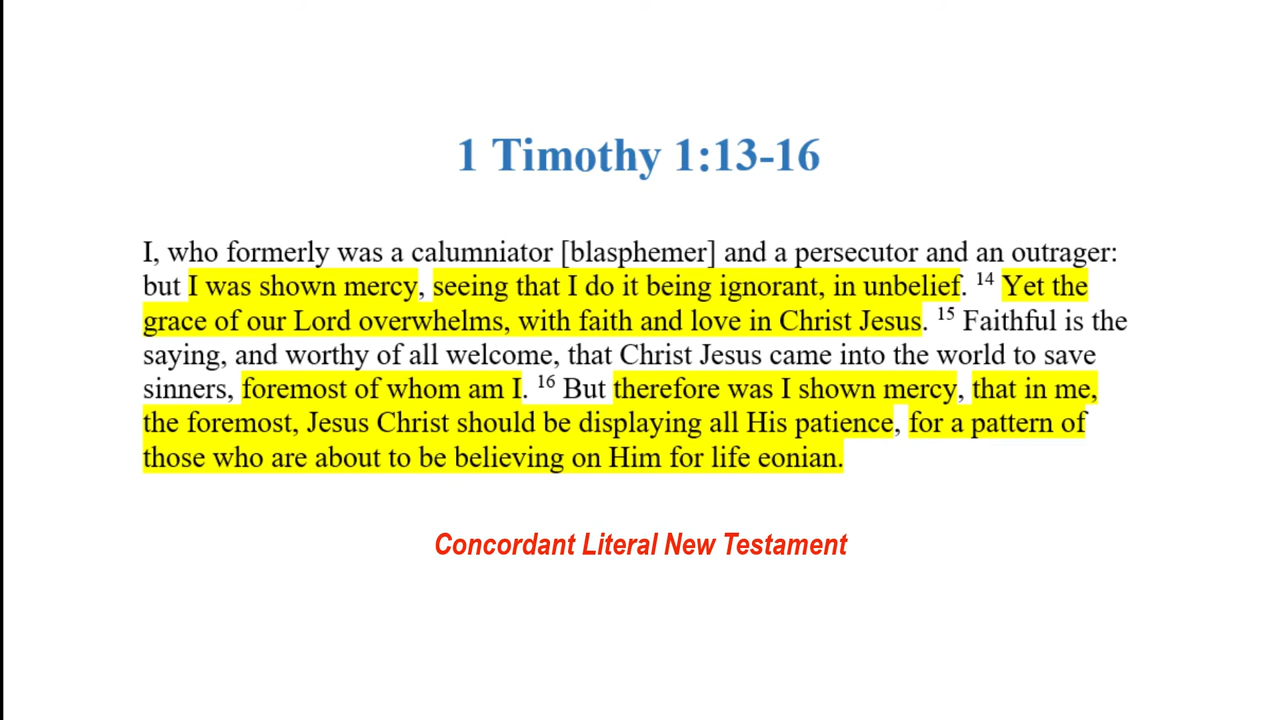 1 Timothy 1:13-16
I, who formerly was a calumniator [blasphemer] and a persecutor and an outrager:
but I was shown mercy, seeing that I do it being ignorant, in unbelief. 14 Yet the
grace of our Lord overwhelms, with faith and love in Christ Jesus. 15 Faithful is the
saying, and worthy of all welcome, that Christ Jesus came into the world to save
sinners, foremost of whom am I. 16 But therefore was I shown mercy, that in me,
the foremost, Jesus Christ should be displaying all His patience, for a pattern of
those who are about to be believing on Him for life eonian.
Concordant Literal New Testament